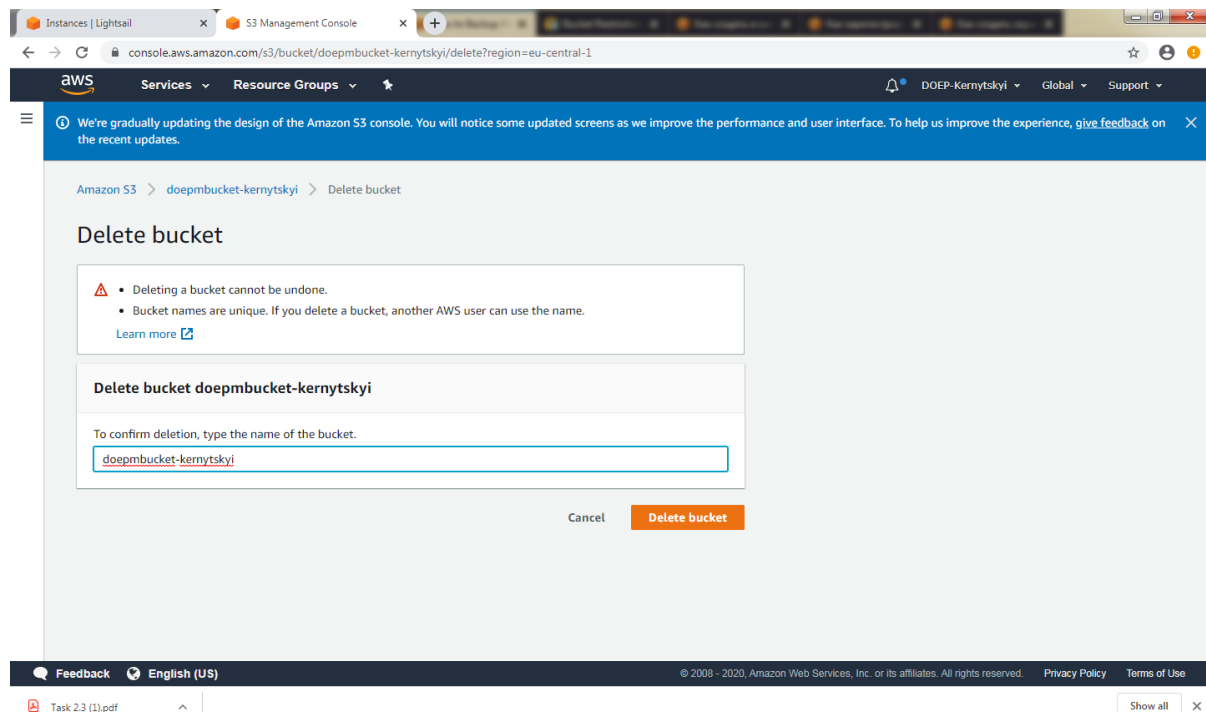 Instances | Lightsail
S3 Management Console
console.aws.amazon.com/s3/bucket/doepmbucket-kernytskyi/delete?region=eu-central-1
aws Services Resource Groups DOEP-Kernytskyi Global Support
We're gradually updating the design of the Amazon S3 console. You will notice some updated screens as we improve the performance and user interface. To help us improve the experience, give feedback on
the recent updates.
Amazon S3 > doepmbucket-kernytskyi > Delete bucket
Delete bucket
• Deleting a bucket cannot be undone.
• Bucket names are unique. If you delete a bucket, another AWS user can use the name.
Learn more
Delete bucket doepmbucket-kernytskyi
To confirm deletion, type the name of the bucket.
doepmbucket-kernytskyi
Cancel Delete bucket
Feedback English (US) © 2008 - 2020, Amazon Web Services, Inc. or its affiliates. All rights reserved. Privacy Policy Terms of Use
Task 2.3 (1).pdf Show all